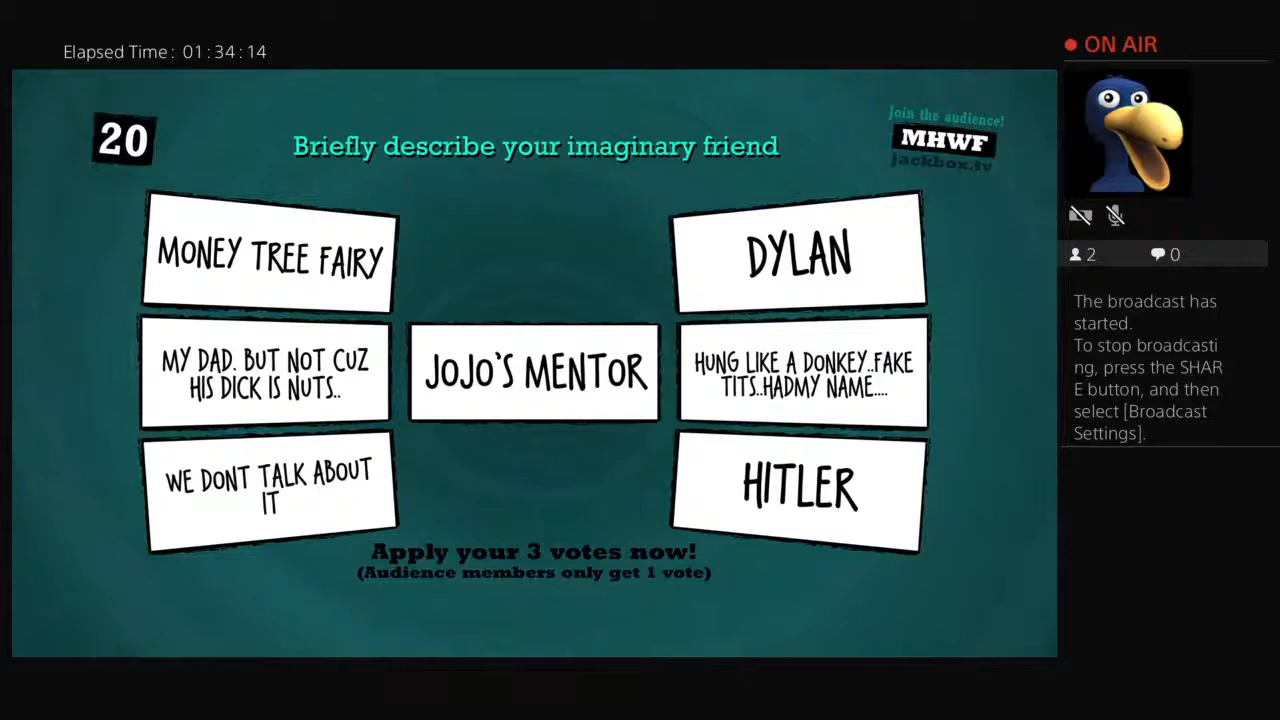 Elapsed Time: 01:34:14
ON AIR
20
Briefly describe your imaginary friend
Join the audience!
MHWF
jackbox.tv
MONEY TREE FAIRY
DYLAN
MY DAD. BUT NOT CUZ
HIS DICK IS NUTS..
JOJO'S MENTOR
HUNG LIKE A DONKEY..FAKE
TITS..HADMY NAME....
WE DONT TALK ABOUT
IT
HITLER
Apply your 3 votes now!
(Audience members only get 1 vote)
2
0
The broadcast has
started.
To stop broadcasti
ng, press the SHAR
E button, and then
select [Broadcast
Settings].